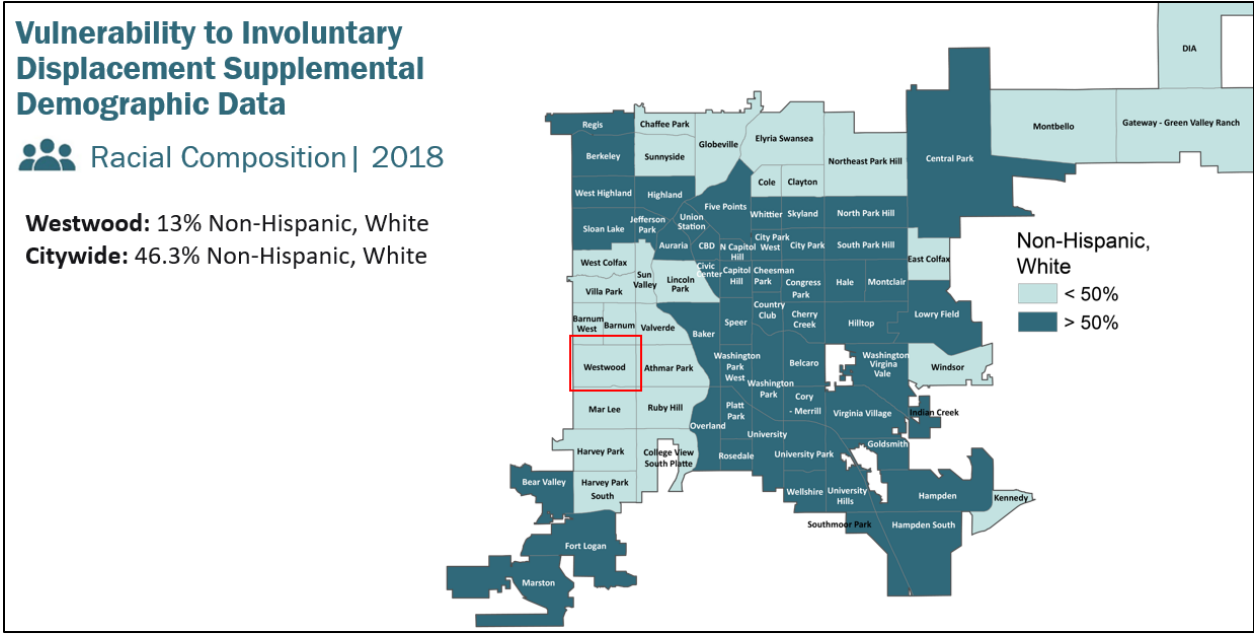 Vulnerability to Involuntary
Displacement Supplemental
Demographic Data
Racial Composition| 2018
Westwood: 13% Non-Hispanic, White
Citywide: 46.3% Non-Hispanic, White
DIA
Regis
Chaffee Park
Globeville
Elyria Swansea
Montbello
Gateway - Green Valley Ranch
Berkeley
Sunnyside
Northeast Park Hill
Central Park
Cole
Clayton
West Highland
Highland
Five Points
Whittier
Skyland
North Park Hill
Sloan Lake
Jefferson
Park
Union
Station
Auraria
CBD
N Capitol
Hill
City Park
West
City Park
South Park Hill
West Colfax
Sun
Valley
Lincoln
Park
Civic
Center
Capitol
Hill
Cheesman
Park
Congress
Park
Hale
Montclair
East Colfax
Non-Hispanic,
White
< 50%
> 50%
Villa Park
Barnum
West
Barnum
Valverde
Baker
Speer
Country
Club
Cherry
Creek
Hilltop
Lowry Field
Westwood
Athmar Park
Washington
Park
West
Washington
Park
Belcaro
Washington
Virgina
Vale
Windsor
Mar Lee
Ruby Hill
Overland
Platt
Park
Cory
- Merrill
Virginia Village
Indian Creek
University
Goldsmith
Harvey Park
College View
South Platte
Rosedale
University Park
Bear Valley
Harvey Park
South
Wellshire
University
Hills
Hampden
Kennedy
Southmoor Park
Hampden South
Fort Logan
Marston